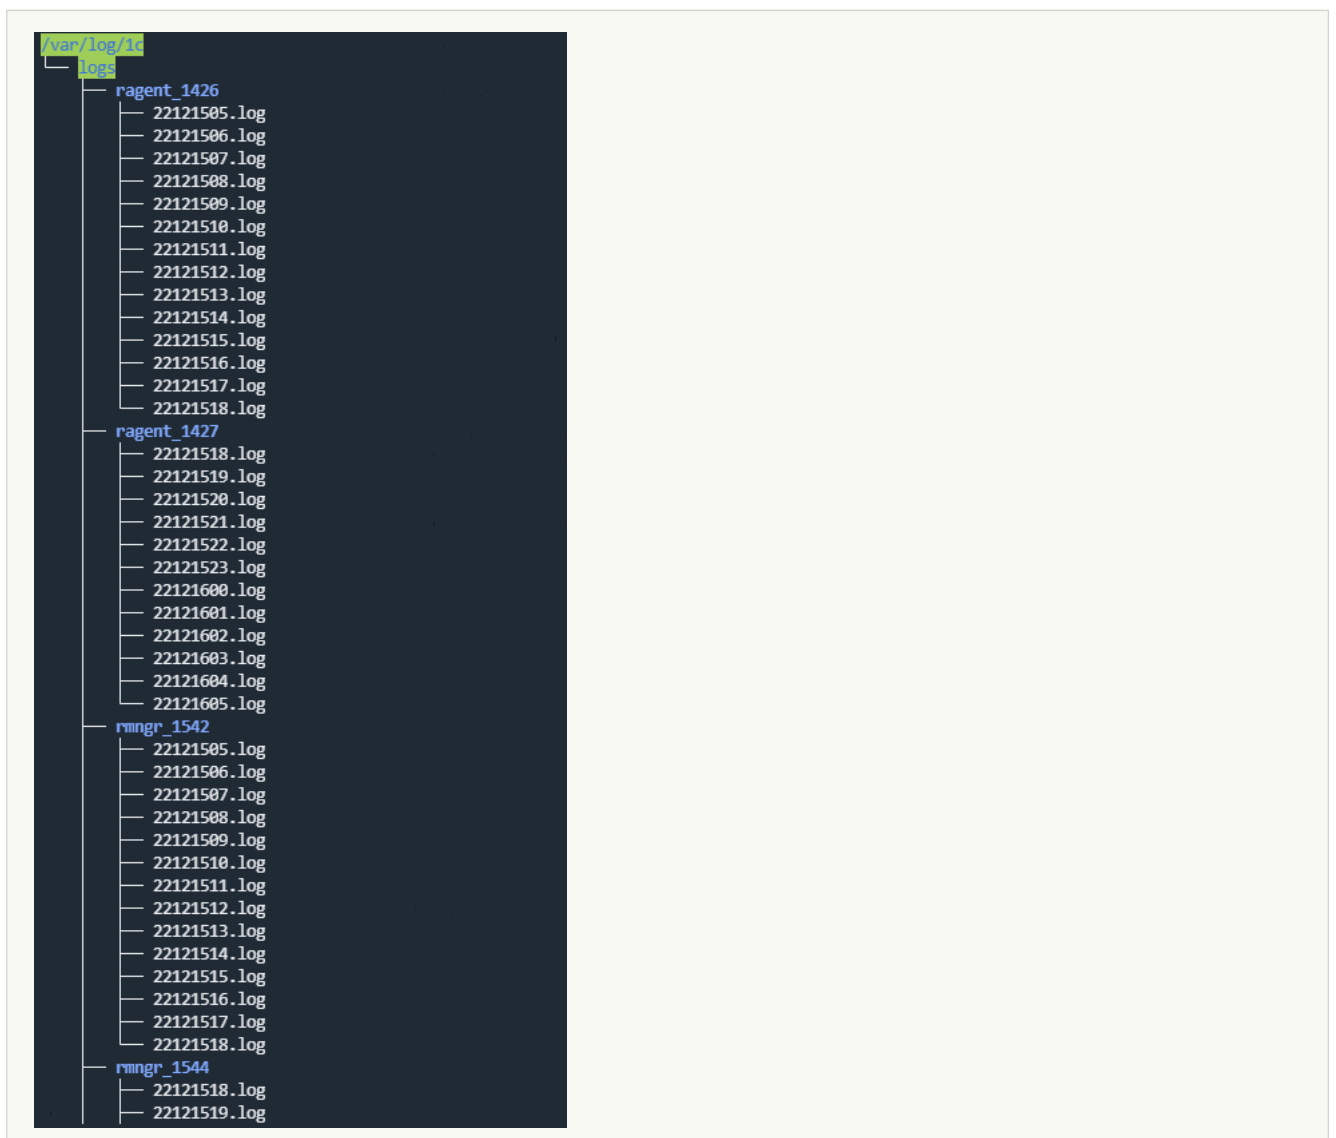 /var/log/1c
└── logs
    ├── ragent_1426
    │   ├── 22121505.log
    │   ├── 22121506.log
    │   ├── 22121507.log
    │   ├── 22121508.log
    │   ├── 22121509.log
    │   ├── 22121510.log
    │   ├── 22121511.log
    │   ├── 22121512.log
    │   ├── 22121513.log
    │   ├── 22121514.log
    │   ├── 22121515.log
    │   ├── 22121516.log
    │   ├── 22121517.log
    │   └── 22121518.log
    ├── ragent_1427
    │   ├── 22121518.log
    │   ├── 22121519.log
    │   ├── 22121520.log
    │   ├── 22121521.log
    │   ├── 22121522.log
    │   ├── 22121523.log
    │   ├── 22121600.log
    │   ├── 22121601.log
    │   ├── 22121602.log
    │   ├── 22121603.log
    │   ├── 22121604.log
    │   └── 22121605.log
    ├── rmngr_1542
    │   ├── 22121505.log
    │   ├── 22121506.log
    │   ├── 22121507.log
    │   ├── 22121508.log
    │   ├── 22121509.log
    │   ├── 22121510.log
    │   ├── 22121511.log
    │   ├── 22121512.log
    │   ├── 22121513.log
    │   ├── 22121514.log
    │   ├── 22121515.log
    │   ├── 22121516.log
    │   ├── 22121517.log
    │   └── 22121518.log
    ├── rmngr_1544
    │   ├── 22121518.log
    │   ├── 22121519.log